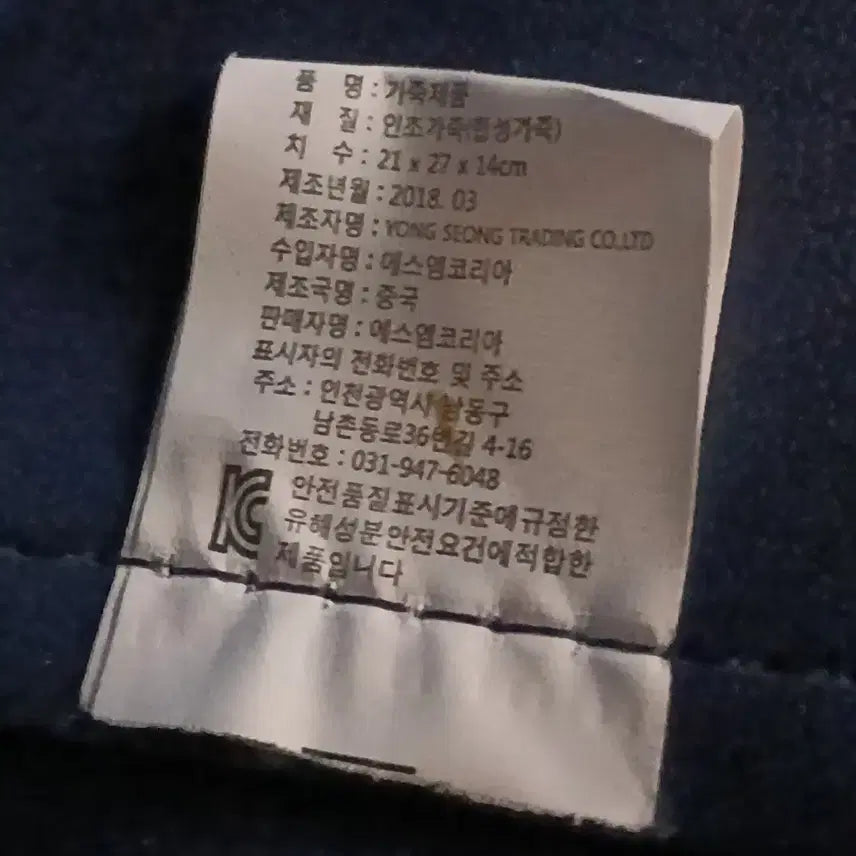 품 명 : 가죽제품
재 질 : 인조가죽(합성가죽)
치 수 : 21 x 27 x 14cm
제조년월 : 2018. 03
제조자명 : YONG SEONG TRADING CO.,LTD
수입자명 : 에스엠코리아
제조국명 : 중국
판매자명 : 에스엠코리아
표시자의 전화번호 및 주소
주소 : 인천광역시 남동구
남촌동로36번길 4-16
전화번호 : 031-947-6048
안전품질표시기준에규정한
유해성분안전요건에적합한
제품입니다